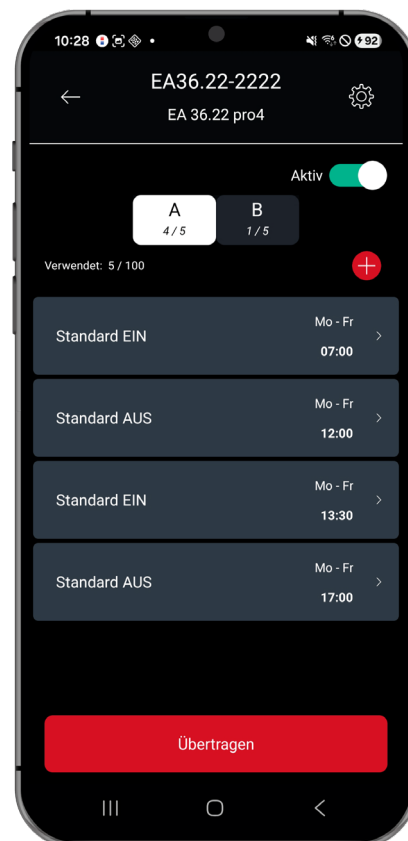 10:28
92
EA36.22-2222
EA 36.22 pro4
Aktiv
A
4 / 5
B
1 / 5
Verwendet: 5 / 100
Standard EIN
Mo - Fr
07:00
Standard AUS
Mo - Fr
12:00
Standard EIN
Mo - Fr
13:30
Standard AUS
Mo - Fr
17:00
Übertragen